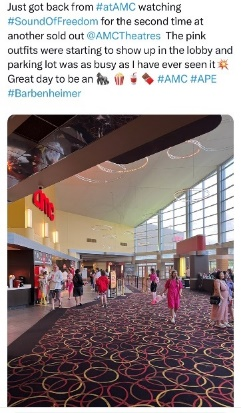 Just got back from #atAMC watching
#SoundOfFreedom for the second time at
another sold out @AMCTheatres The pink
outfits were starting to show up in the lobby and
parking lot was as busy as I have ever seen it 💥
Great day to be an 🦍 🍿 🥤 🍫 #AMC #APE
#Barbenheimer
amc